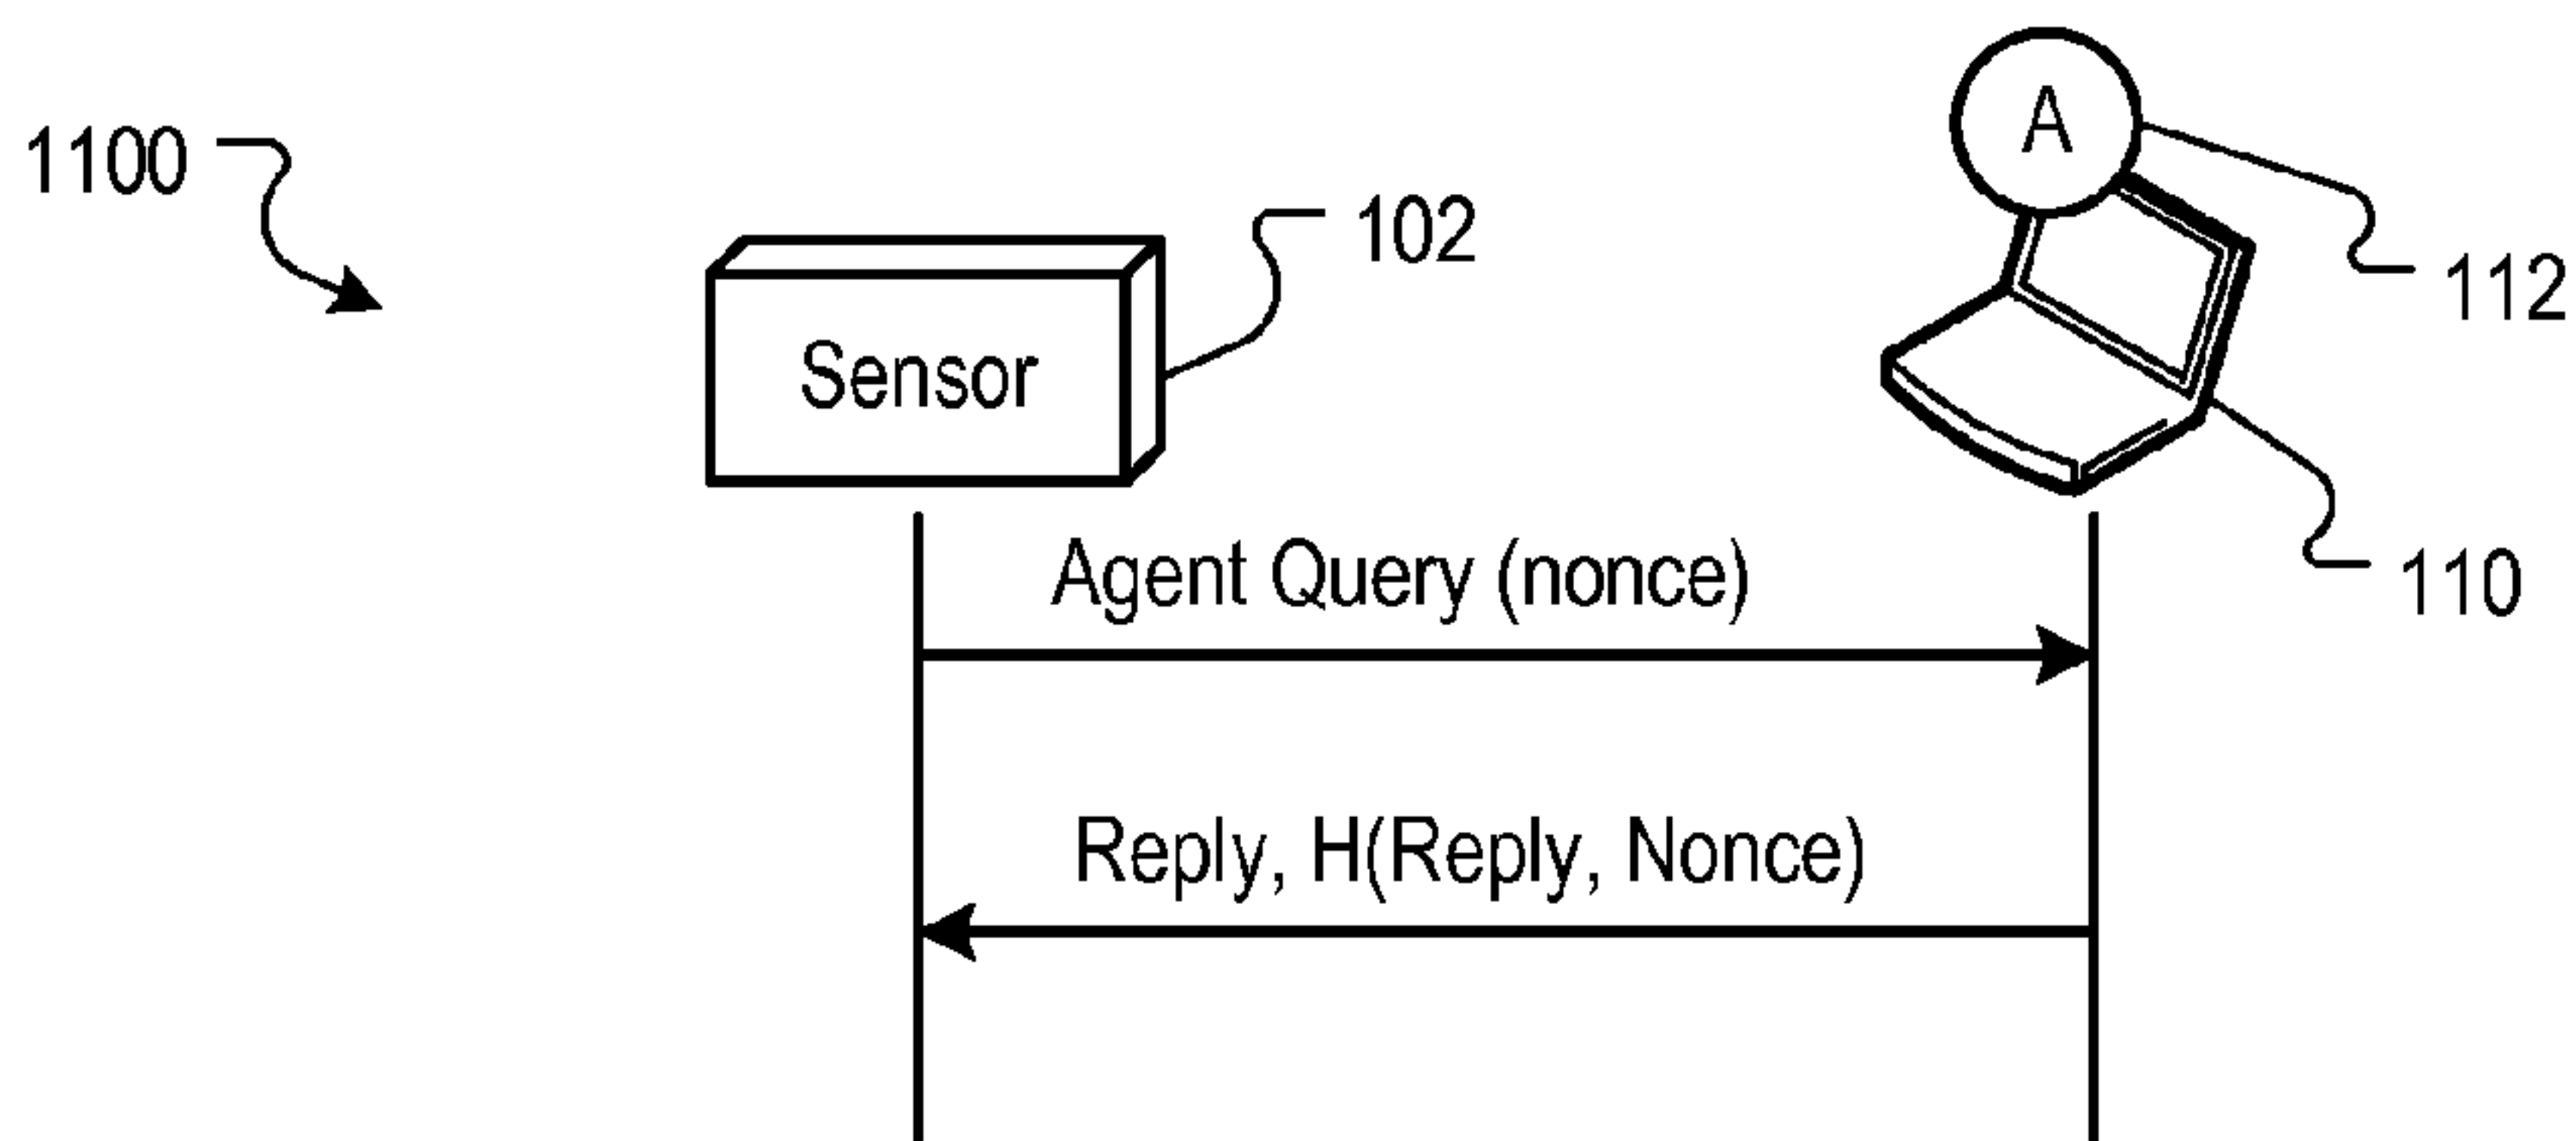 1100
A
102
112
Sensor
110
Agent Query (nonce)
Reply, H(Reply, Nonce)